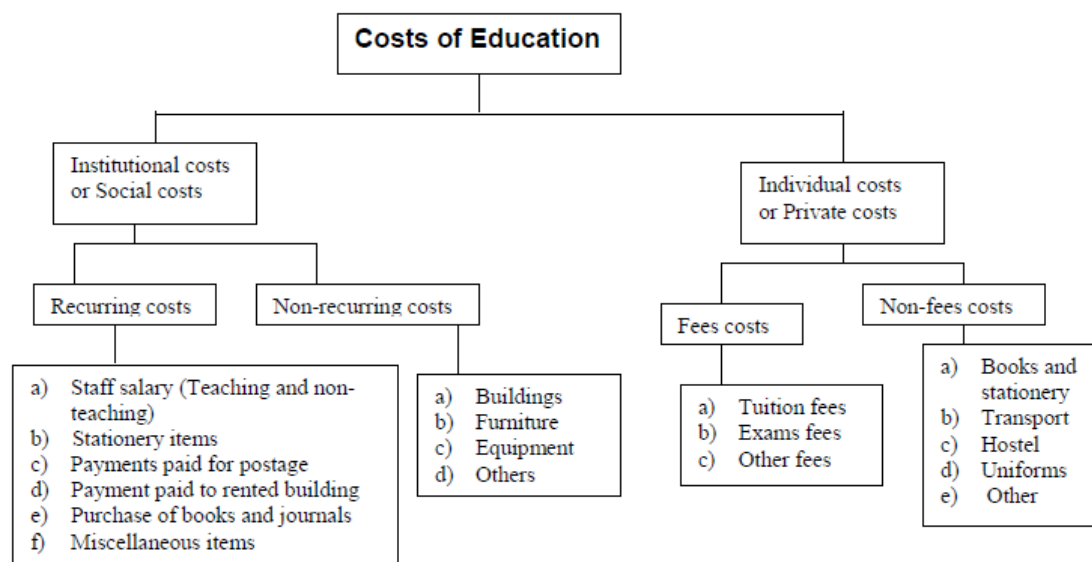 Costs of Education
Institutional costs
or Social costs
Individual costs
or Private costs
Recurring costs
Non-recurring costs
Fees costs
Non-fees costs
a) Staff salary (Teaching and non-
teaching)
b) Stationery items
c) Payments paid for postage
d) Payment paid to rented building
e) Purchase of books and journals
f) Miscellaneous items
a) Buildings
b) Furniture
c) Equipment
d) Others
a) Tuition fees
b) Exams fees
c) Other fees
a) Books and
stationery
b) Transport
c) Hostel
d) Uniforms
e) Other